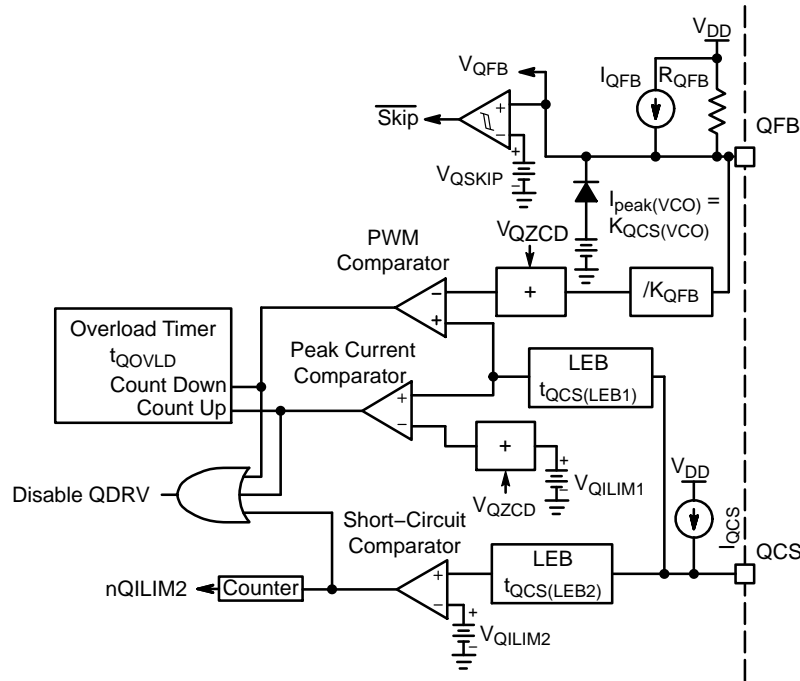 VDD
VQFB
IQFB
RQFB
QFB
Skip
+
−
+
−
VQSKIP
Ipeak(VCO) =
KQCS(VCO)
VQZCD
PWM
Comparator
−
+
+
/KQFB
Overload Timer
tQOVLD
Count Down
Count Up
Peak Current
Comparator
+
−
LEB
tQCS(LEB1)
+
+
−
VQILIM1
VQZCD
VDD
IQCS
QCS
Disable QDRV
Short−Circuit
Comparator
LEB
tQCS(LEB2)
+
−
+
−
VQILIM2
nQILIM2
Counter